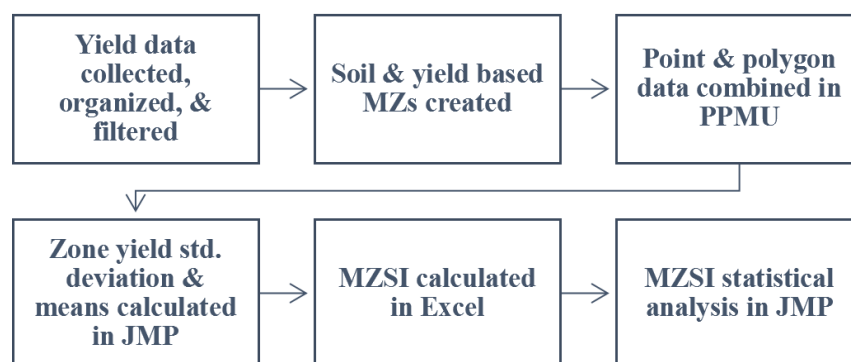 Yield data
collected,
organized, &
filtered
Soil & yield based
MZs created
Point & polygon
data combined in
PPMU
Zone yield std.
deviation &
means calculated
in JMP
MZSI calculated
in Excel
MZSI statistical
analysis in JMP